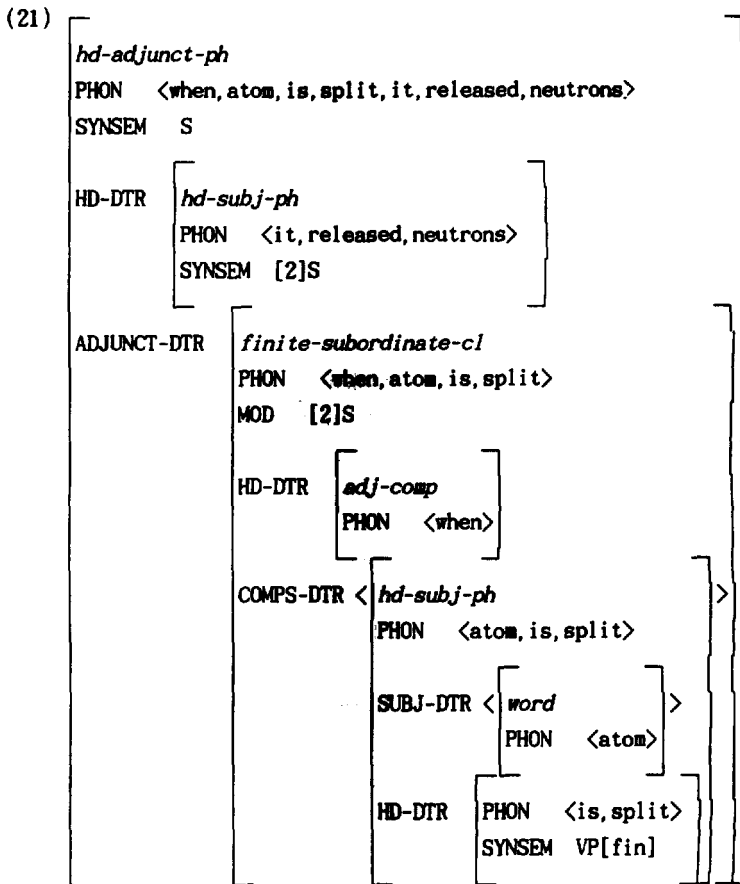 (21)
hd-adjunct-ph
PHON <when, atom, is, split, it, released, neutrons>
SYNSEM S
HD-DTR hd-subj-ph
PHON <it, released, neutrons>
SYNSEM [2]S
ADJUNCT-DTR finite-subordinate-cl
PHON <when, atom, is, split>
MOD [2]S
HD-DTR adj-comp
PHON <when>
COMPS-DTR < hd-subj-ph >
PHON <atom, is, split>
SUBJ-DTR < word >
PHON <atom>
HD-DTR PHON <is, split>
SYNSEM VP[fin]